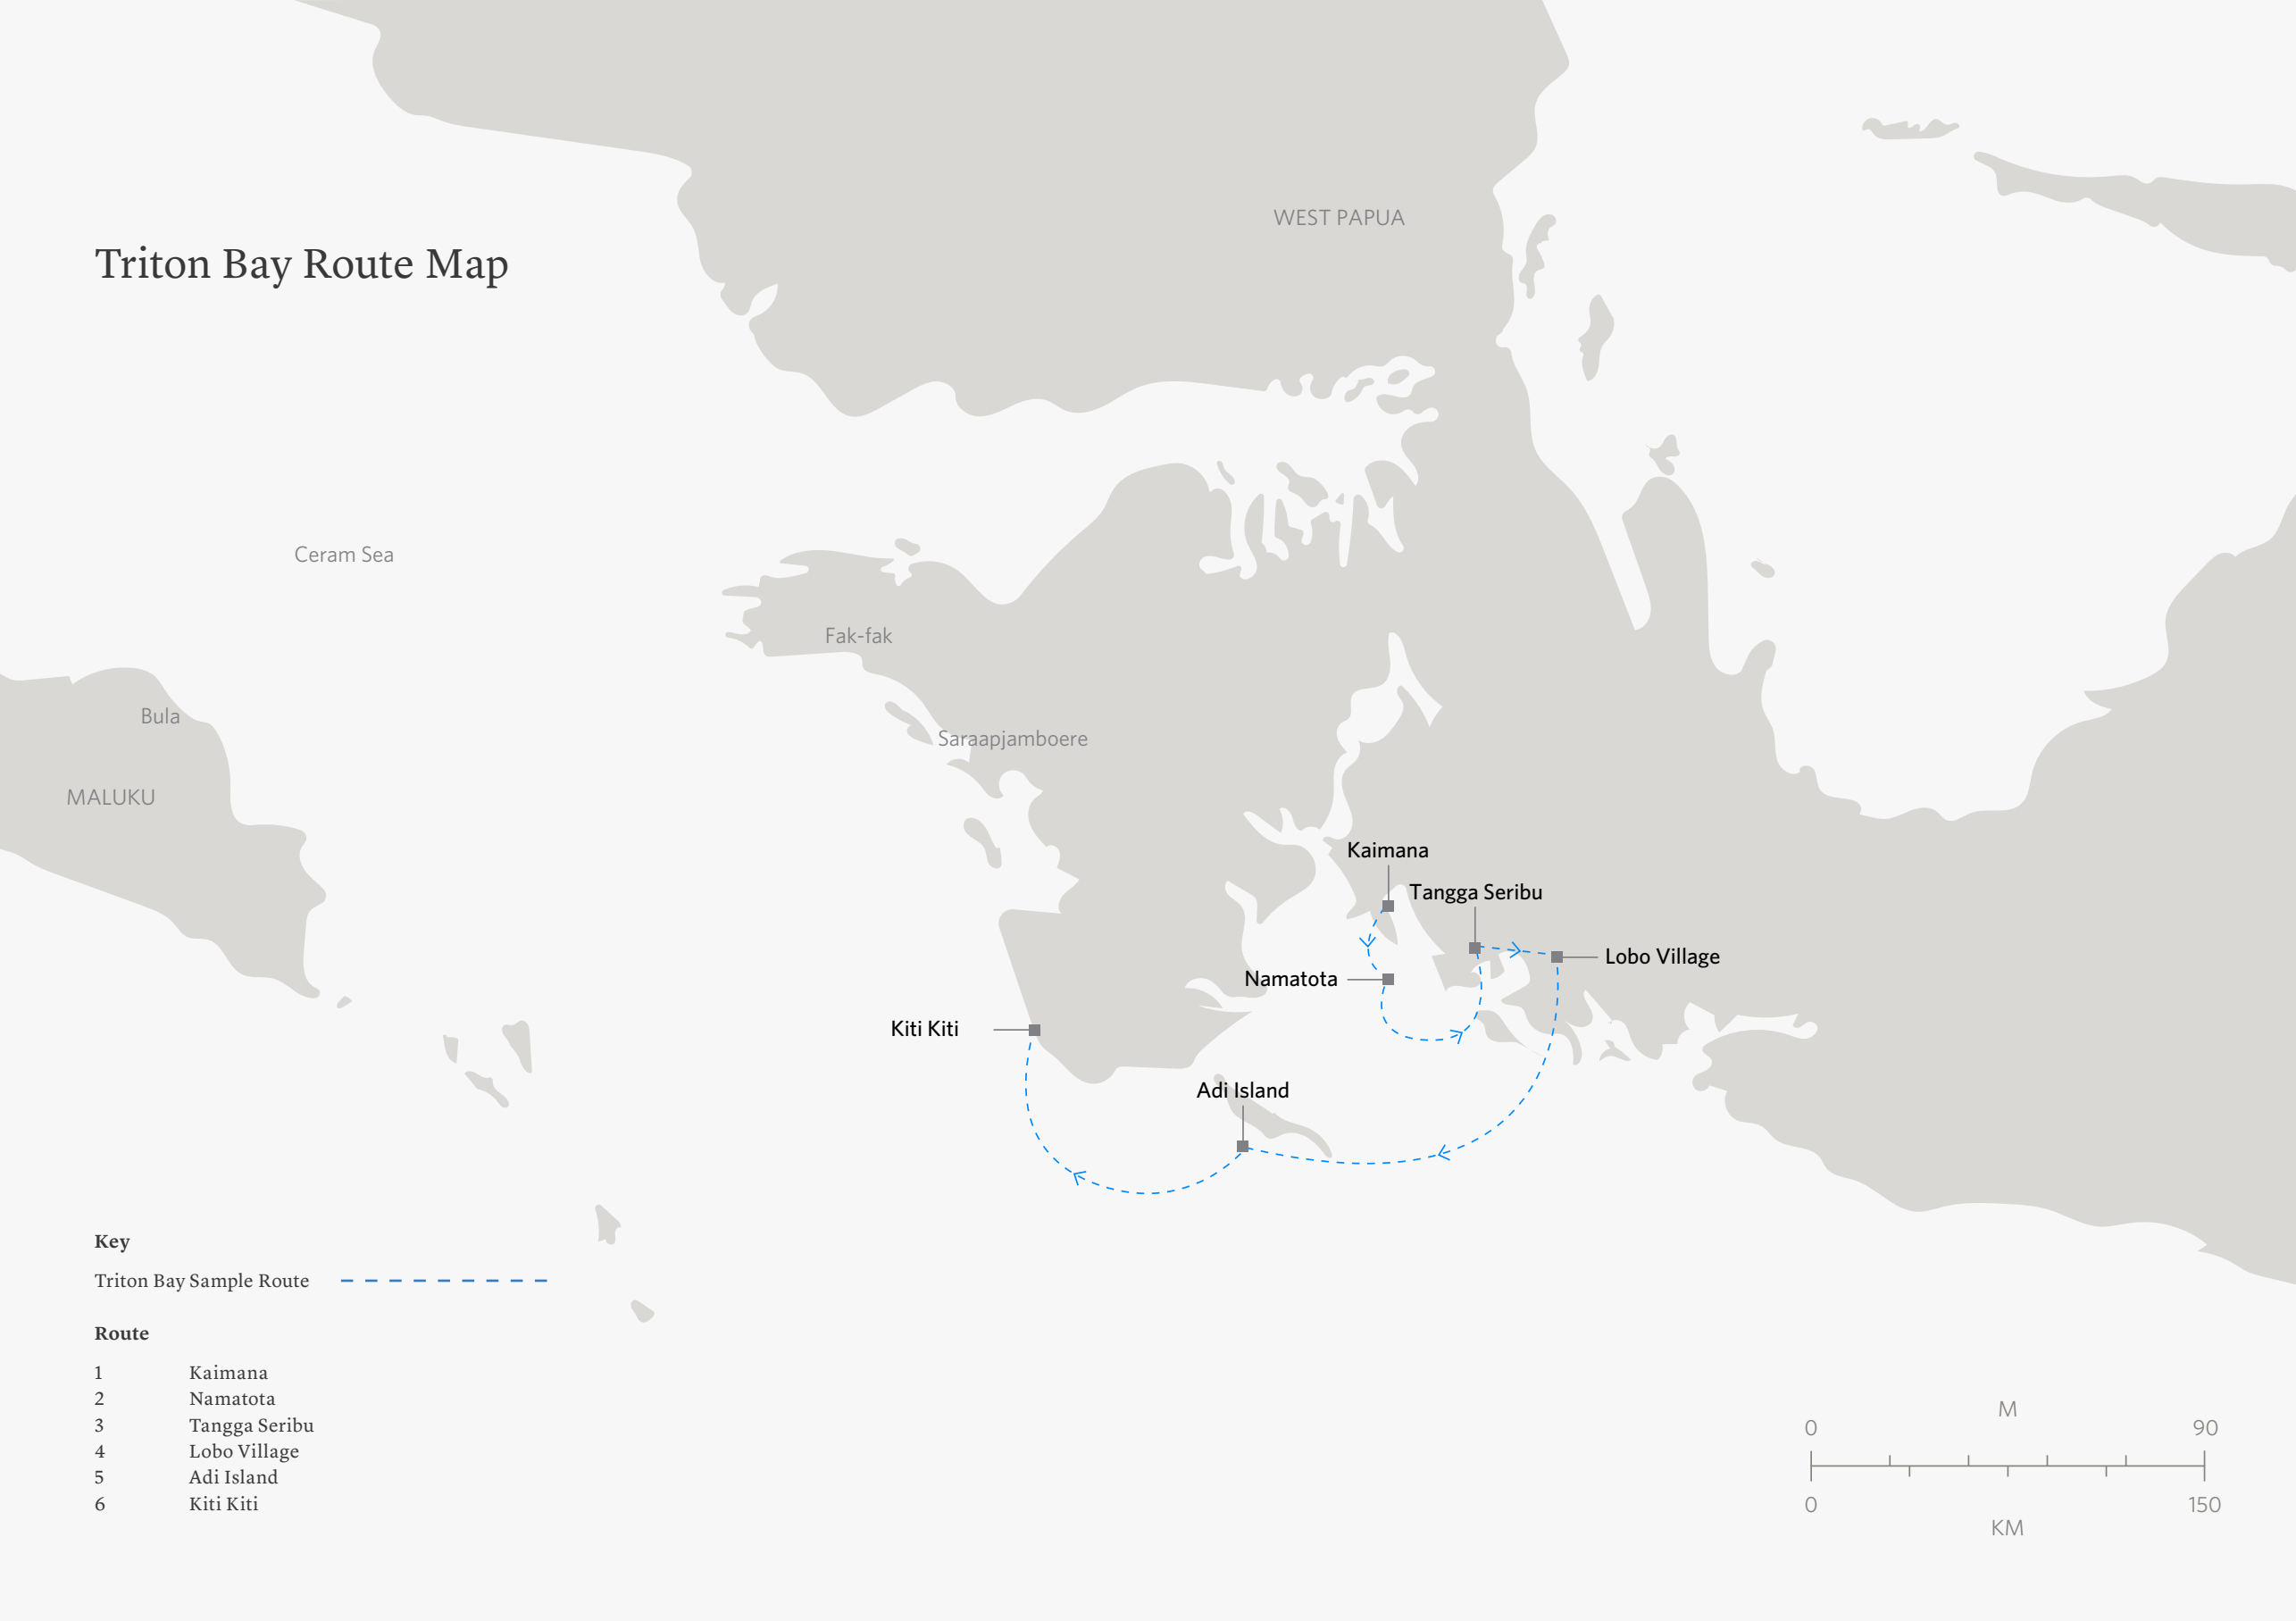 WEST PAPUA
Triton Bay Route Map
Ceram Sea
Fak-fak
Bula
Saraapjamboere
MALUKU
Kaimana
Tangga Seribu
Lobo Village
Namatota
Kiti Kiti
Adi Island
Key
Triton Bay Sample Route
Route
1 Kaimana
2 Namatota
3 Tangga Seribu
4 Lobo Village
5 Adi Island
6 Kiti Kiti
M
0 90
0 150
KM